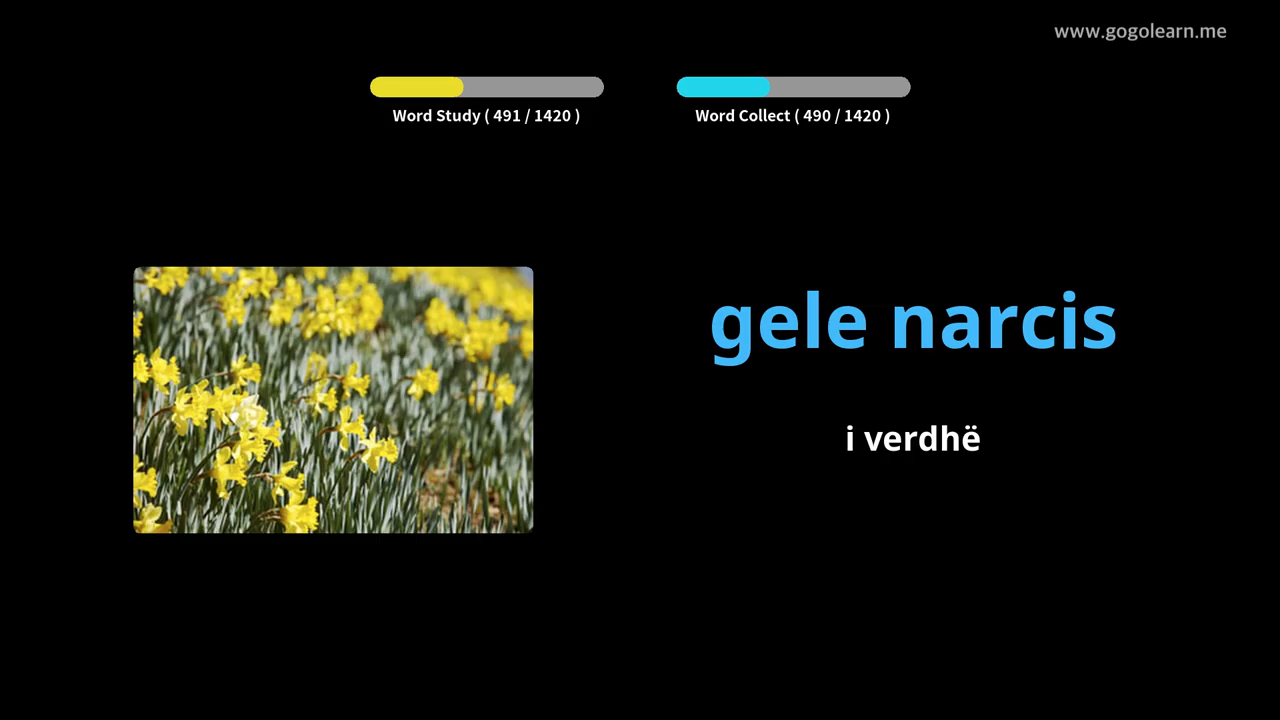 www.gogolearn.me
Word Study ( 491 / 1420 )
Word Collect ( 490 / 1420 )
gele narcis
i verdhë